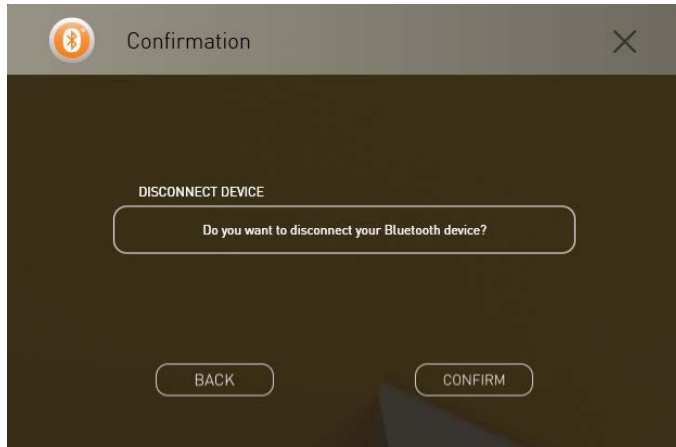 Confirmation
DISCONNECT DEVICE
Do you want to disconnect your Bluetooth device?
BACK
CONFIRM